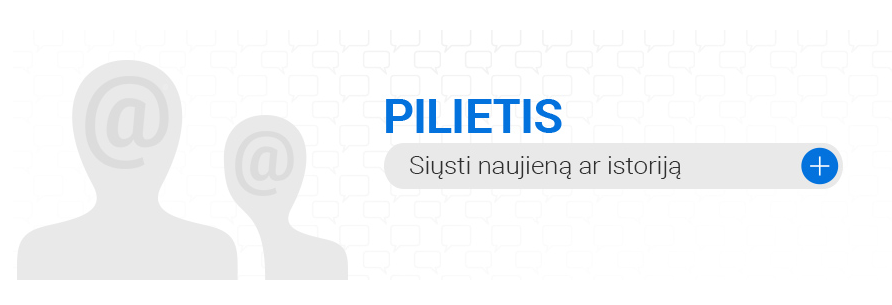 @
@
PILIETIS
Siųsti naujieną ar istoriją